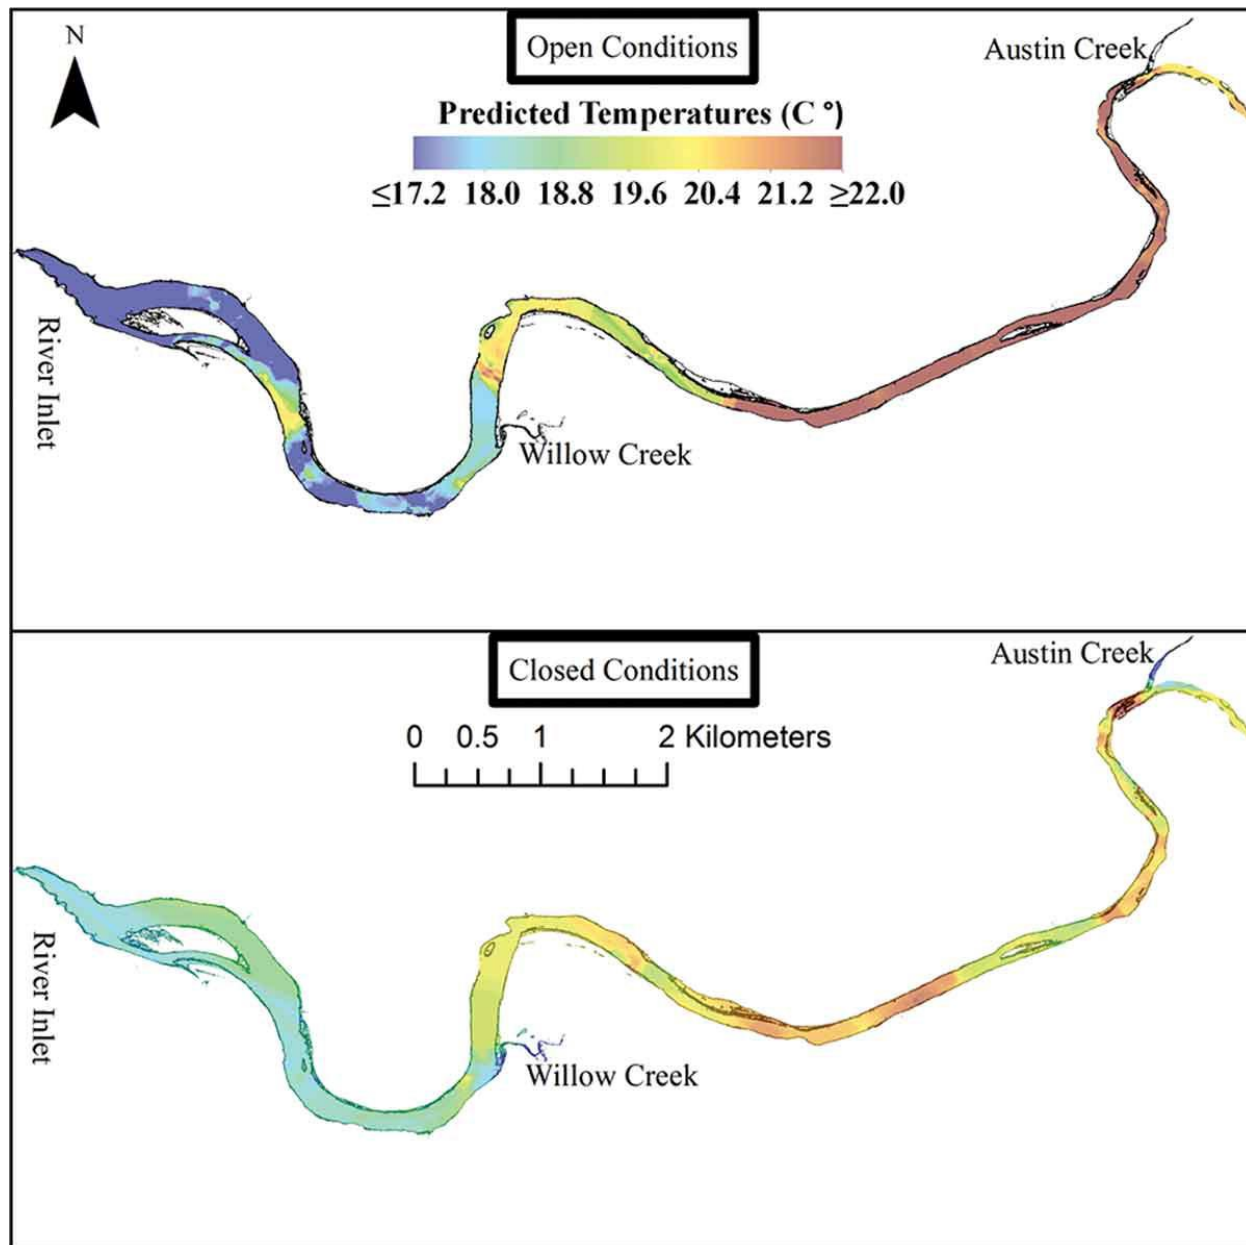 N
Open Conditions
Austin Creek
Predicted Temperatures (C °)
≤17.2 18.0 18.8 19.6 20.4 21.2 ≥22.0
River Inlet
Willow Creek
Closed Conditions
Austin Creek
0 0.5 1 2 Kilometers
River Inlet
Willow Creek